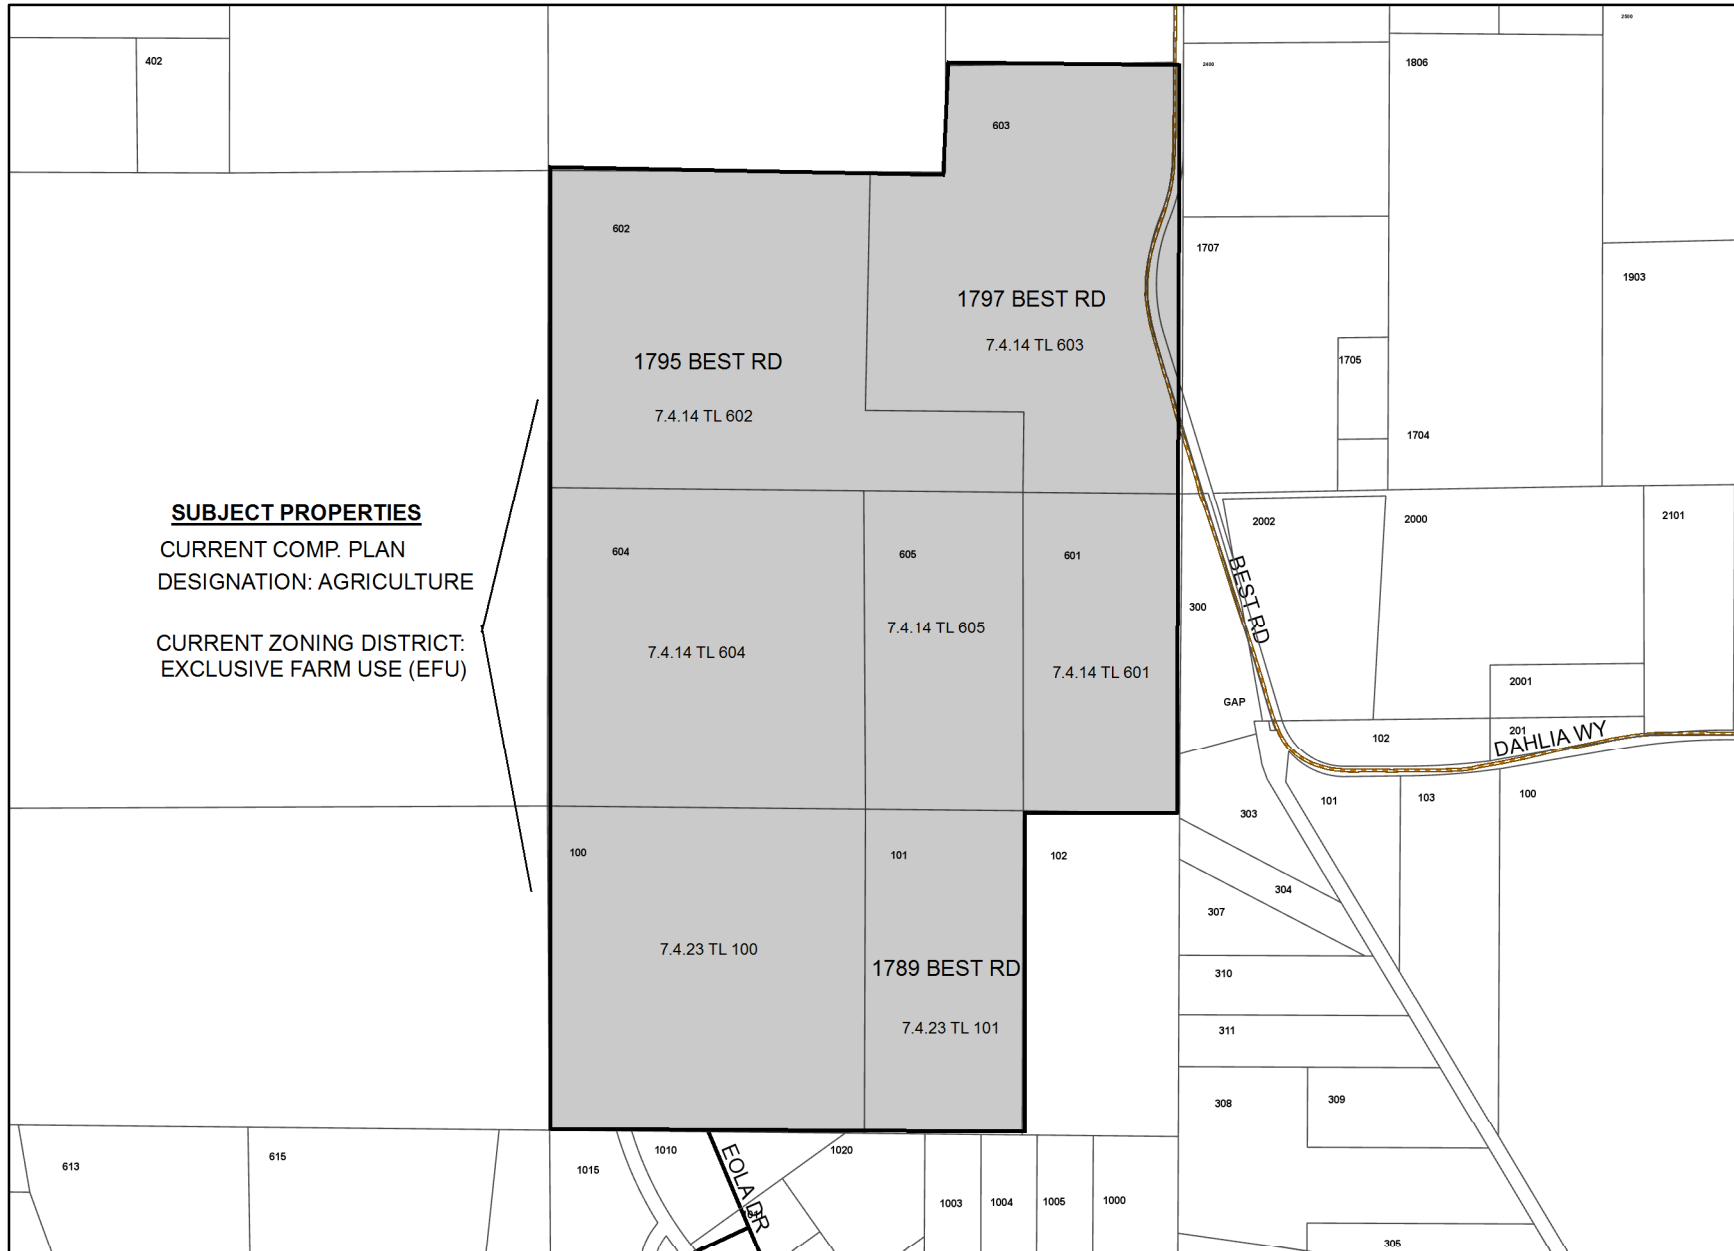 2500
402
1806
2400
603
602
1707
1903
1797 BEST RD
7.4.14 TL 603
1795 BEST RD
1705
7.4.14 TL 602
1704
SUBJECT PROPERTIES
CURRENT COMP. PLAN
DESIGNATION: AGRICULTURE
CURRENT ZONING DISTRICT:
EXCLUSIVE FARM USE (EFU)
2002
2000
2101
604
605
601
BEST RD
300
7.4.14 TL 605
7.4.14 TL 604
7.4.14 TL 601
2001
GAP
201
102
DAHLIA WY
101
103
100
303
100
101
102
304
307
7.4.23 TL 100
1789 BEST RD
310
7.4.23 TL 101
311
308
309
613
615
1015
1010
EOLA DR
1020
1003
1004
1005
1000
305